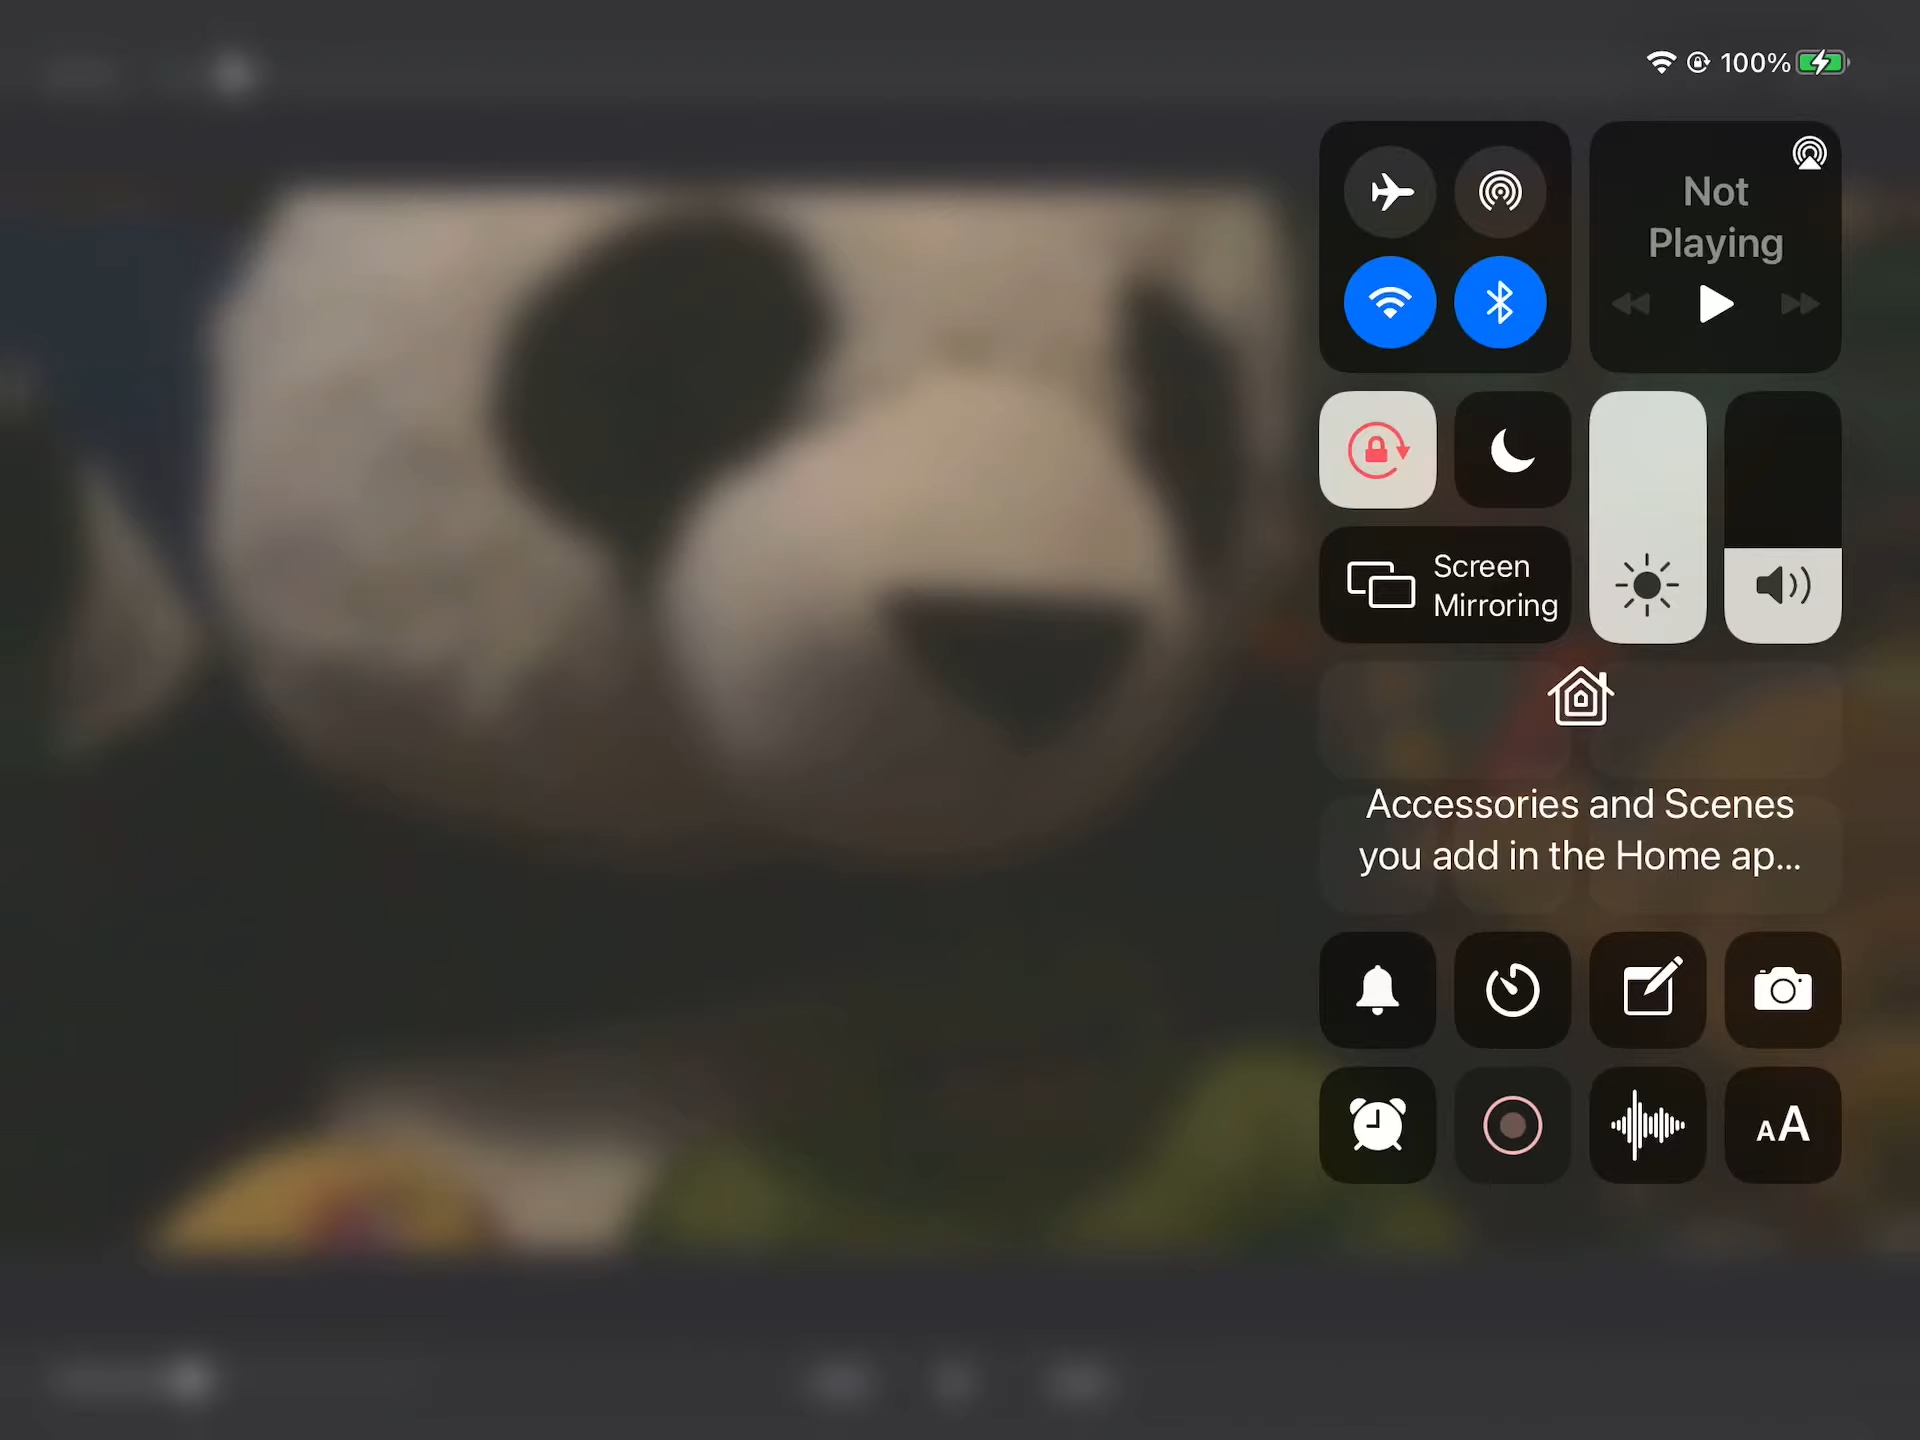 100%
Not
Playing
Screen
Mirroring
Accessories and Scenes
you add in the Home ap...
AA